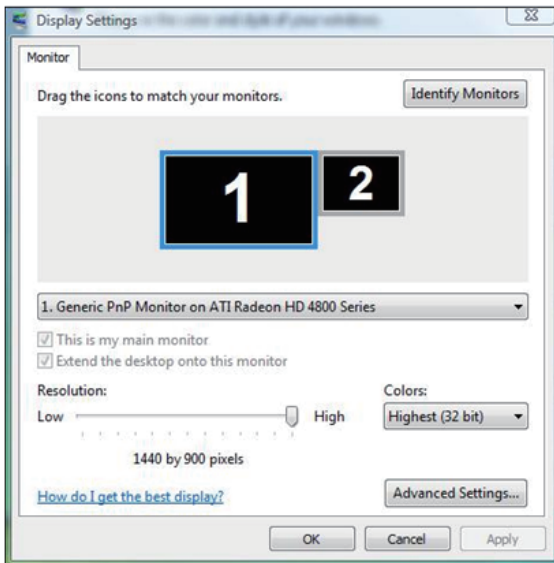 Display Settings
Monitor
Drag the icons to match your monitors.
Identify Monitors
1
2
1. Generic PnP Monitor on ATI Radeon HD 4800 Series
This is my main monitor
Extend the desktop onto this monitor
Resolution:
Colors:
Low
High
Highest (32 bit)
1440 by 900 pixels
How do I get the best display?
Advanced Settings...
OK
Cancel
Apply